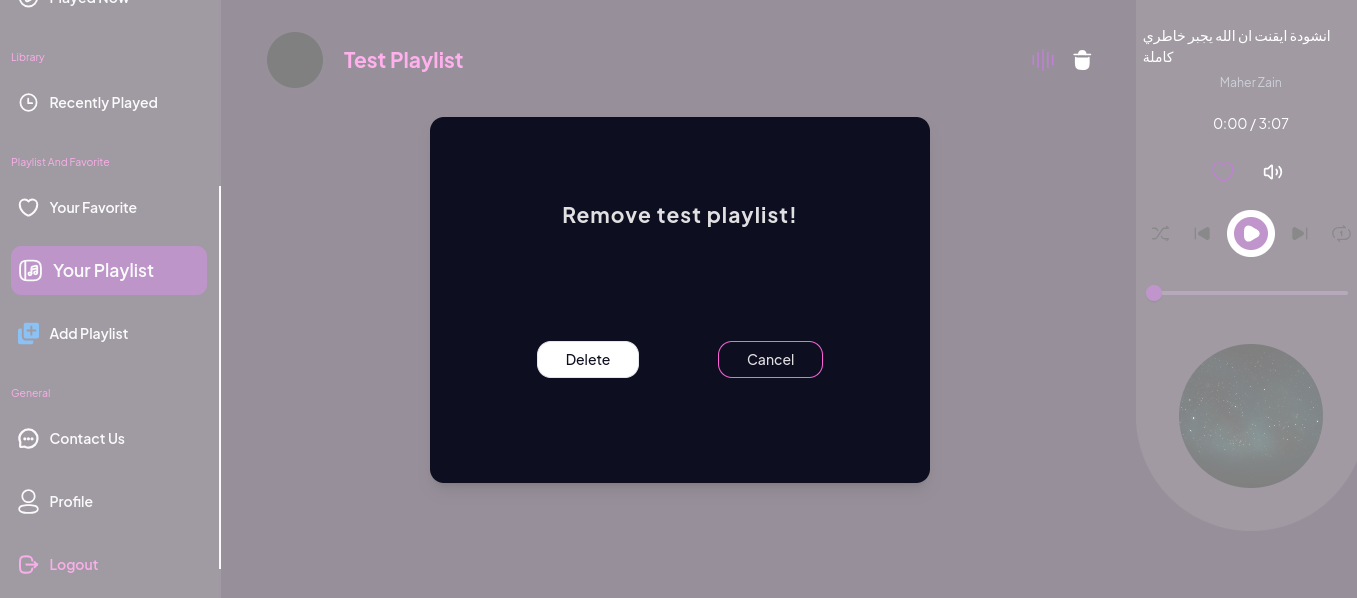 Played Now
Library
Recently Played
Playlist And Favorite
Your Favorite
Your Playlist
Add Playlist
General
Contact Us
Profile
Logout
Test Playlist
Remove test playlist!
Delete
Cancel
انشودة ايقنت ان الله يجبر خاطري
كاملة
Maher Zain
0:00 / 3:07